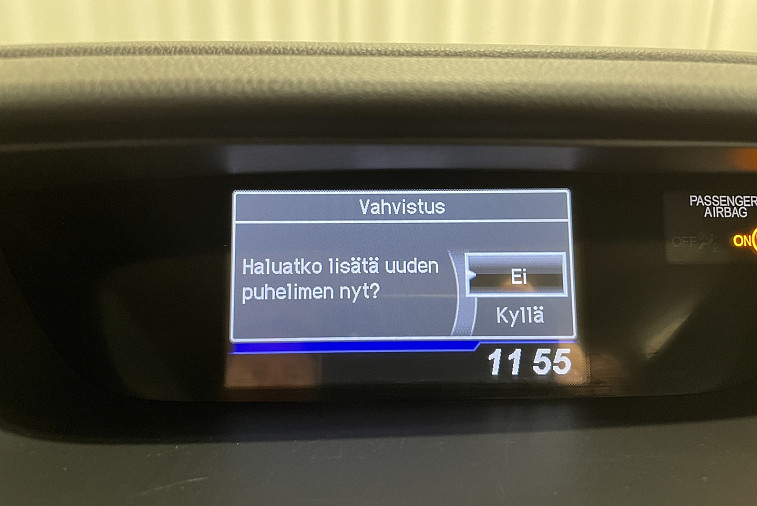 Vahvistus
Haluatko lisätä uuden
puhelimen nyt?
Ei
Kyllä
11 55
PASSENGER
AIRBAG
OFF
ON